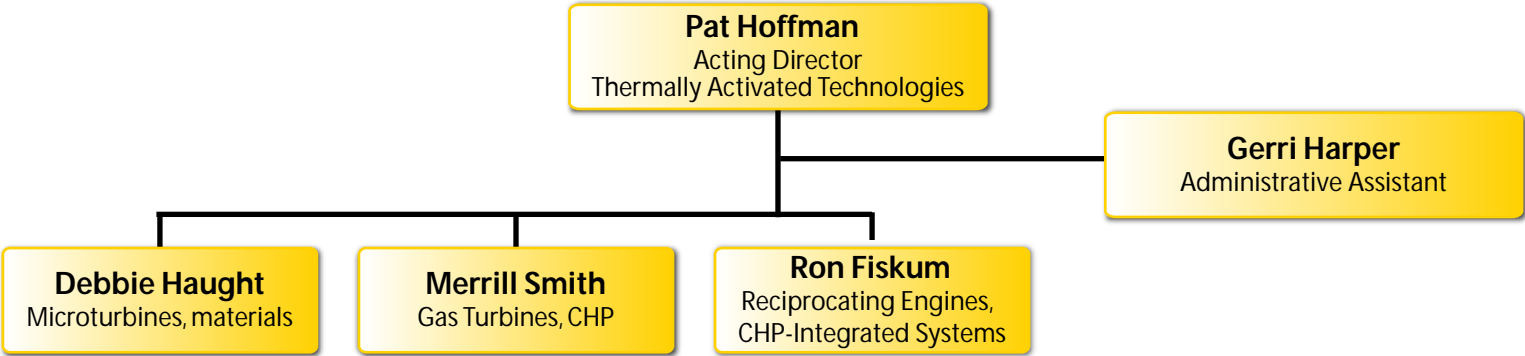 Pat Hoffman
Acting Director
Thermally Activated Technologies
Gerri Harper
Administrative Assistant
Debbie Haught
Microturbines, materials
Merrill Smith
Gas Turbines, CHP
Ron Fiskum
Reciprocating Engines,
CHP-Integrated Systems